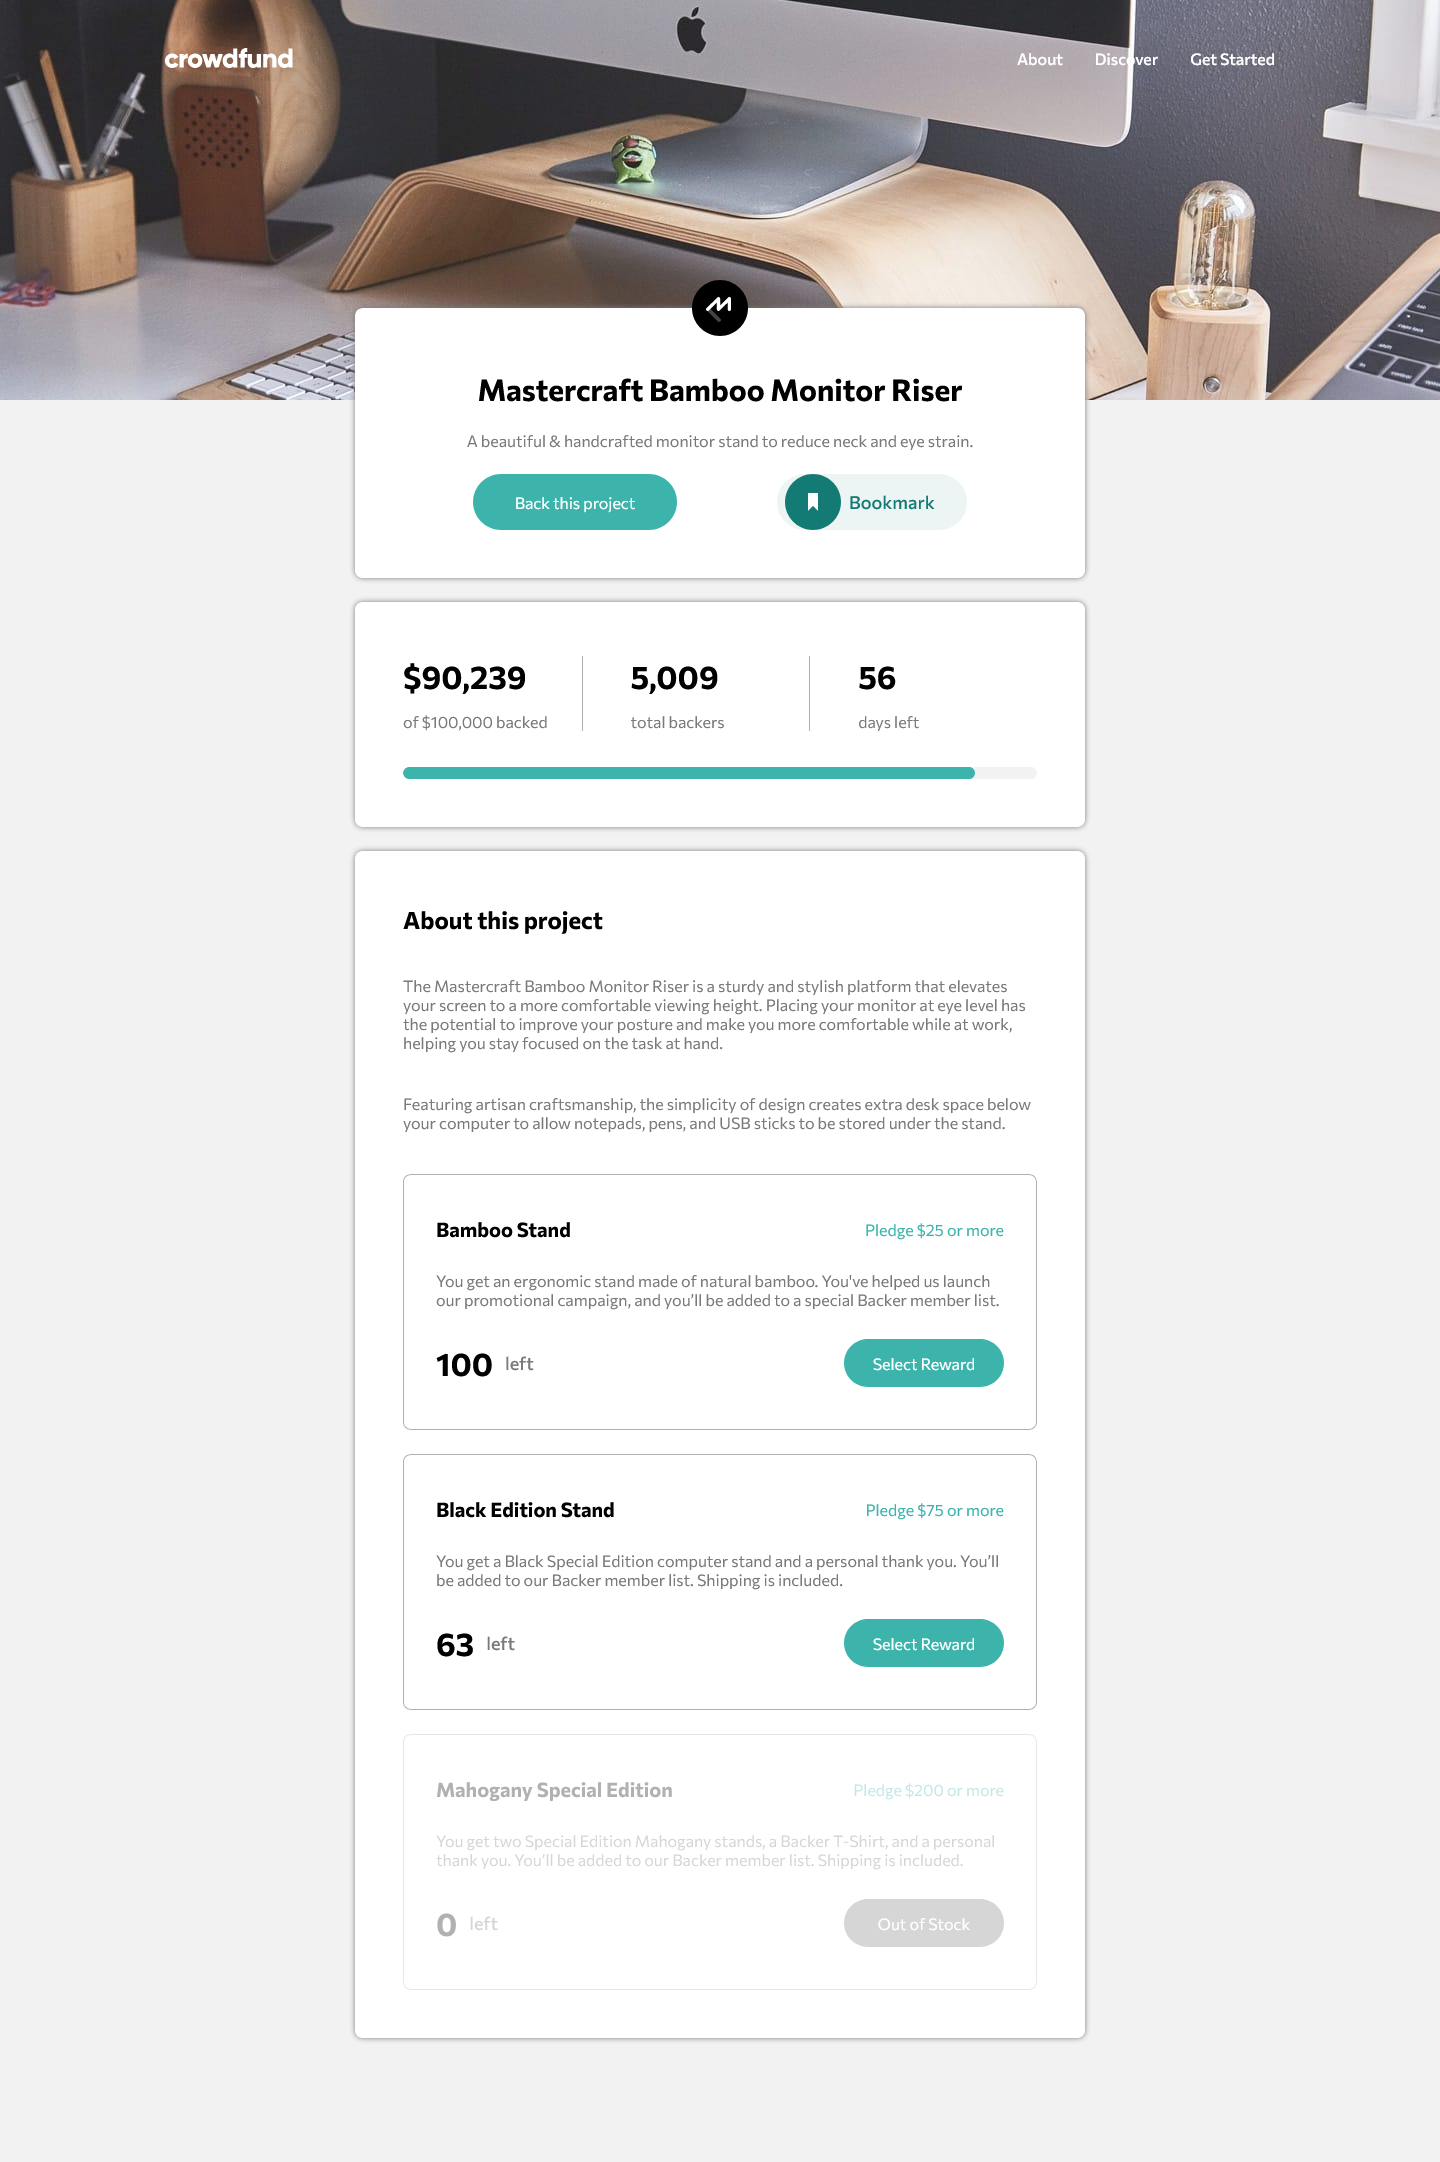 crowdfund
About Discover Get Started
Mastercraft Bamboo Monitor Riser
A beautiful & handcrafted monitor stand to reduce neck and eye strain.
Back this project Bookmark
$90,239 5,009 56
of $100,000 backed total backers days left
About this project
The Mastercraft Bamboo Monitor Riser is a sturdy and stylish platform that elevates
your screen to a more comfortable viewing height. Placing your monitor at eye level has
the potential to improve your posture and make you more comfortable while at work,
helping you stay focused on the task at hand.
Featuring artisan craftsmanship, the simplicity of design creates extra desk space below
your computer to allow notepads, pens, and USB sticks to be stored under the stand.
Bamboo Stand Pledge $25 or more
You get an ergonomic stand made of natural bamboo. You've helped us launch
our promotional campaign, and you’ll be added to a special Backer member list.
100 left Select Reward
Black Edition Stand Pledge $75 or more
You get a Black Special Edition computer stand and a personal thank you. You’ll
be added to our Backer member list. Shipping is included.
63 left Select Reward
Mahogany Special Edition Pledge $200 or more
You get two Special Edition Mahogany stands, a Backer T-Shirt, and a personal
thank you. You’ll be added to our Backer member list. Shipping is included.
0 left Out of Stock